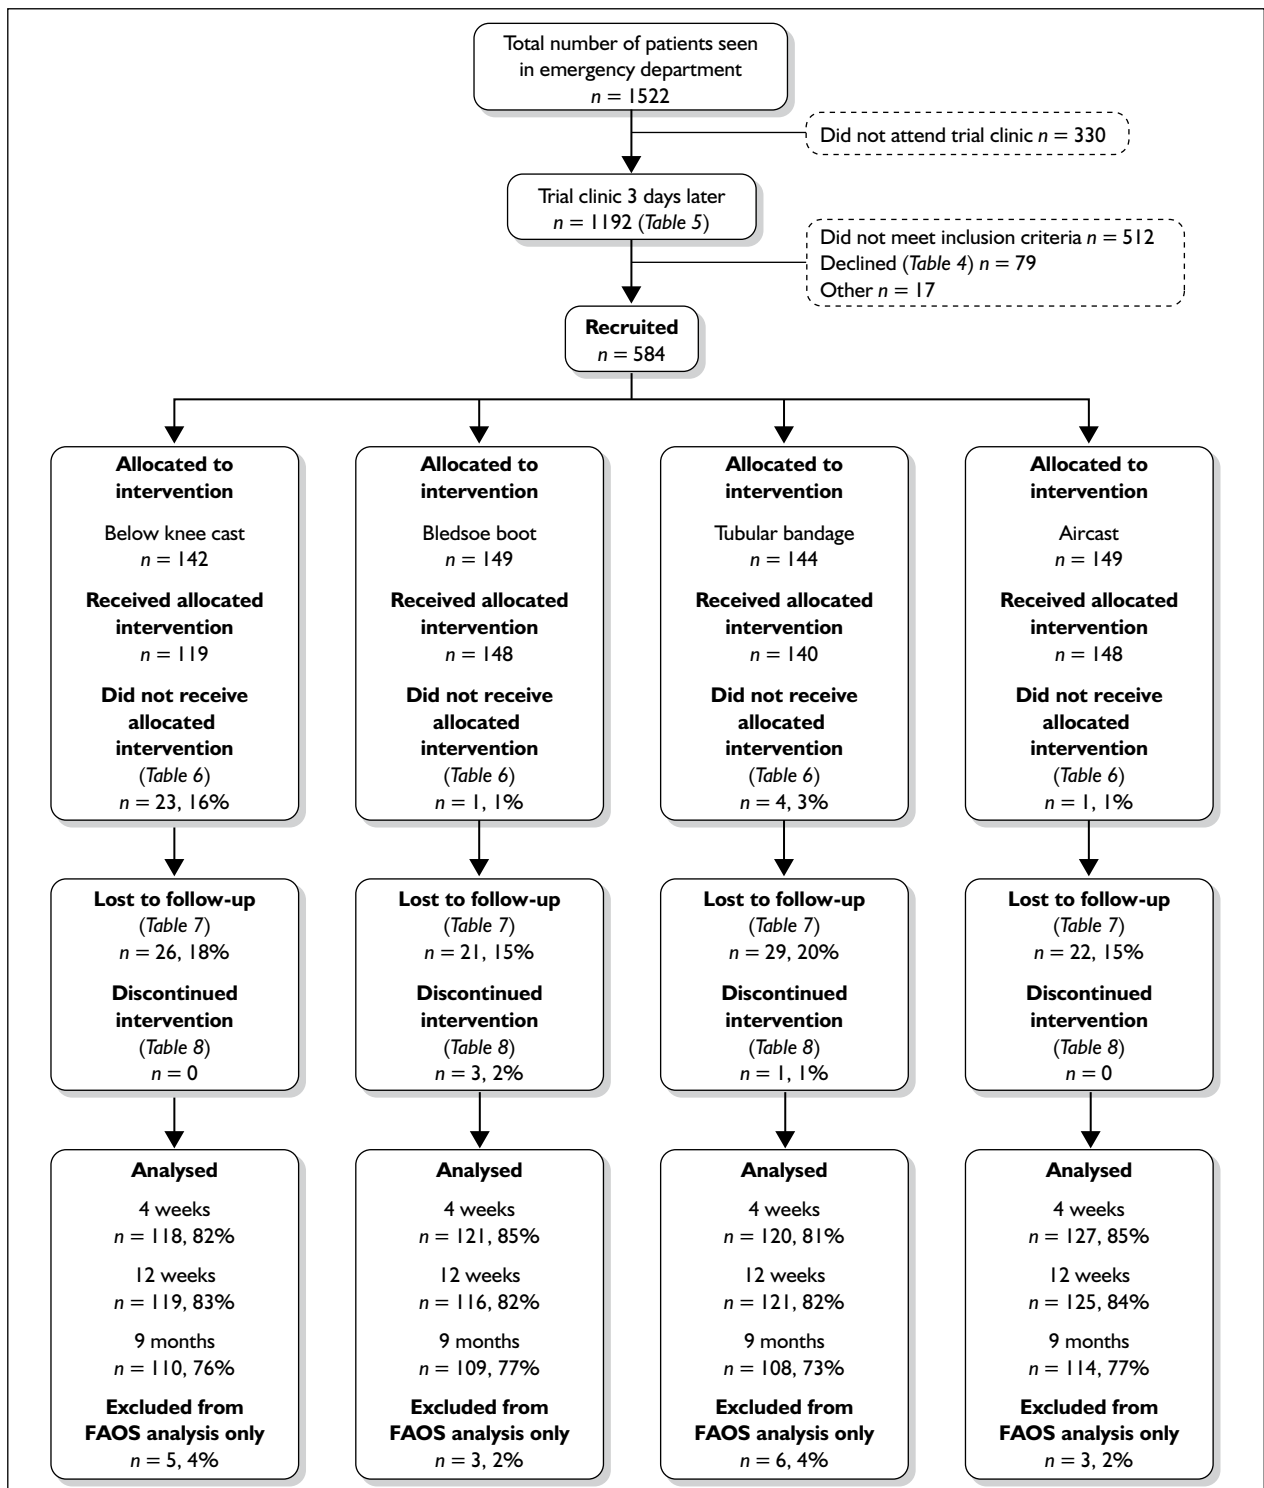 Total number of patients seen
in emergency department
n = 1522
Did not attend trial clinic n = 330
Trial clinic 3 days later
n = 1192 (Table 5)
Did not meet inclusion criteria n = 512
Declined (Table 4) n = 79
Other n = 17
Recruited
n = 584
Allocated to
intervention
Below knee cast
n = 142
Received allocated
intervention
n = 119
Did not receive
allocated
intervention
(Table 6)
n = 23, 16%
Allocated to
intervention
Bledsoe boot
n = 149
Received allocated
intervention
n = 148
Did not receive
allocated
intervention
(Table 6)
n = 1, 1%
Allocated to
intervention
Tubular bandage
n = 144
Received allocated
intervention
n = 140
Did not receive
allocated
intervention
(Table 6)
n = 4, 3%
Allocated to
intervention
Aircast
n = 149
Received allocated
intervention
n = 148
Did not receive
allocated
intervention
(Table 6)
n = 1, 1%
Lost to follow-up
(Table 7)
n = 26, 18%
Discontinued
intervention
(Table 8)
n = 0
Lost to follow-up
(Table 7)
n = 21, 15%
Discontinued
intervention
(Table 8)
n = 3, 2%
Lost to follow-up
(Table 7)
n = 29, 20%
Discontinued
intervention
(Table 8)
n = 1, 1%
Lost to follow-up
(Table 7)
n = 22, 15%
Discontinued
intervention
(Table 8)
n = 0
Analysed
4 weeks
n = 118, 82%
12 weeks
n = 119, 83%
9 months
n = 110, 76%
Excluded from
FAOS analysis only
n = 5, 4%
Analysed
4 weeks
n = 121, 85%
12 weeks
n = 116, 82%
9 months
n = 109, 77%
Excluded from
FAOS analysis only
n = 3, 2%
Analysed
4 weeks
n = 120, 81%
12 weeks
n = 121, 82%
9 months
n = 108, 73%
Excluded from
FAOS analysis only
n = 6, 4%
Analysed
4 weeks
n = 127, 85%
12 weeks
n = 125, 84%
9 months
n = 114, 77%
Excluded from
FAOS analysis only
n = 3, 2%